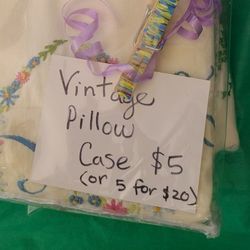 Vintage
Pillow
Case $5
(or 5 for $20)